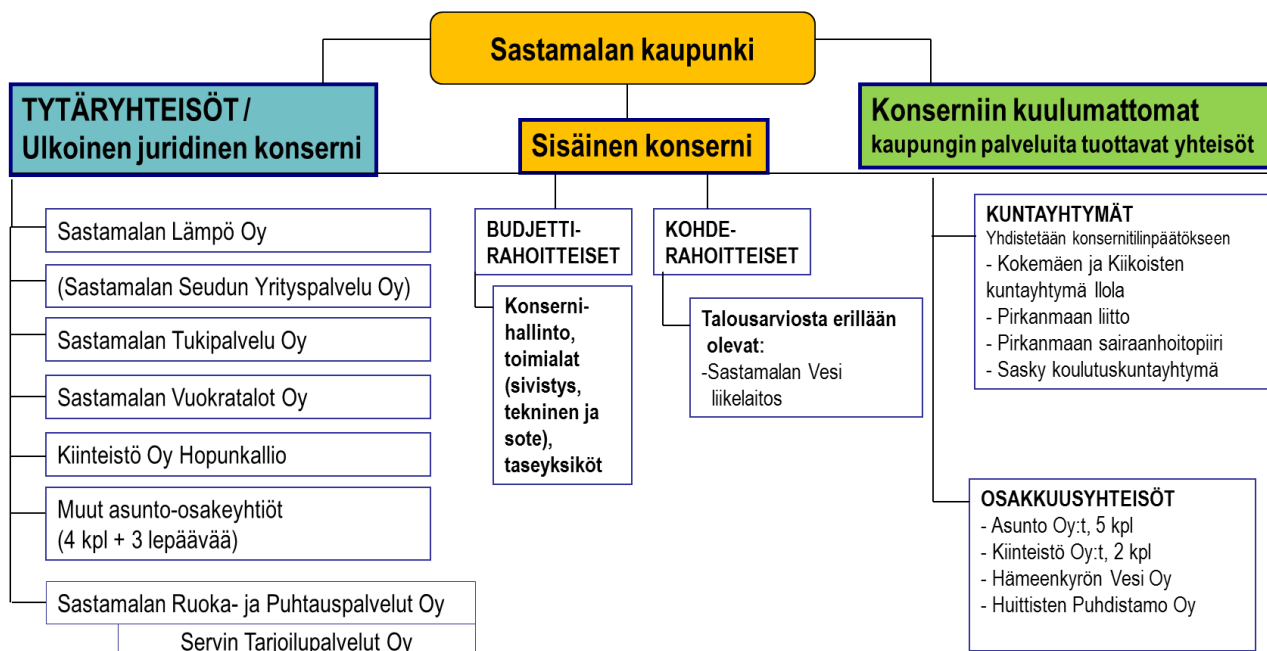 Sastamalan kaupunki
TYTÄRYHTEISÖT /
Ulkoinen juridinen konserni
Sastamalan Lämpö Oy
(Sastamalan Seudun Yrityspalvelu Oy)
Sastamalan Tukipalvelu Oy
Sastamalan Vuokratalot Oy
Kiinteistö Oy Hopunkallio
Muut asunto-osakeyhtiöt
(4 kpl + 3 lepäävää)
Sastamalan Ruoka- ja Puhtauspalvelut Oy
Servin Tarjoilupalvelut Oy
Sisäinen konserni
BUDJETTI-
RAHOITTEISET
Konserni-
hallinto,
toimialat
(sivistys,
tekninen ja
sote),
taseyksiköt
KOHDE-
RAHOITTEISET
Talousarviosta erillään
olevat:
-Sastamalan Vesi
liikelaitos
Konserniin kuulumattomat
kaupungin palveluita tuottavat yhteisöt
KUNTAYHTYMÄT
Yhdistetään konsernitilinpäätökseen
- Kokemäen ja Kiikoisten
kuntayhtymä Ilola
- Pirkanmaan liitto
- Pirkanmaan sairaanhoitopiiri
- Sasky koulutuskuntayhtymä
OSAKKUUSYHTEISÖT
- Asunto Oy:t, 5 kpl
- Kiinteistö Oy:t, 2 kpl
- Hämeenkyrön Vesi Oy
- Huittisten Puhdistamo Oy